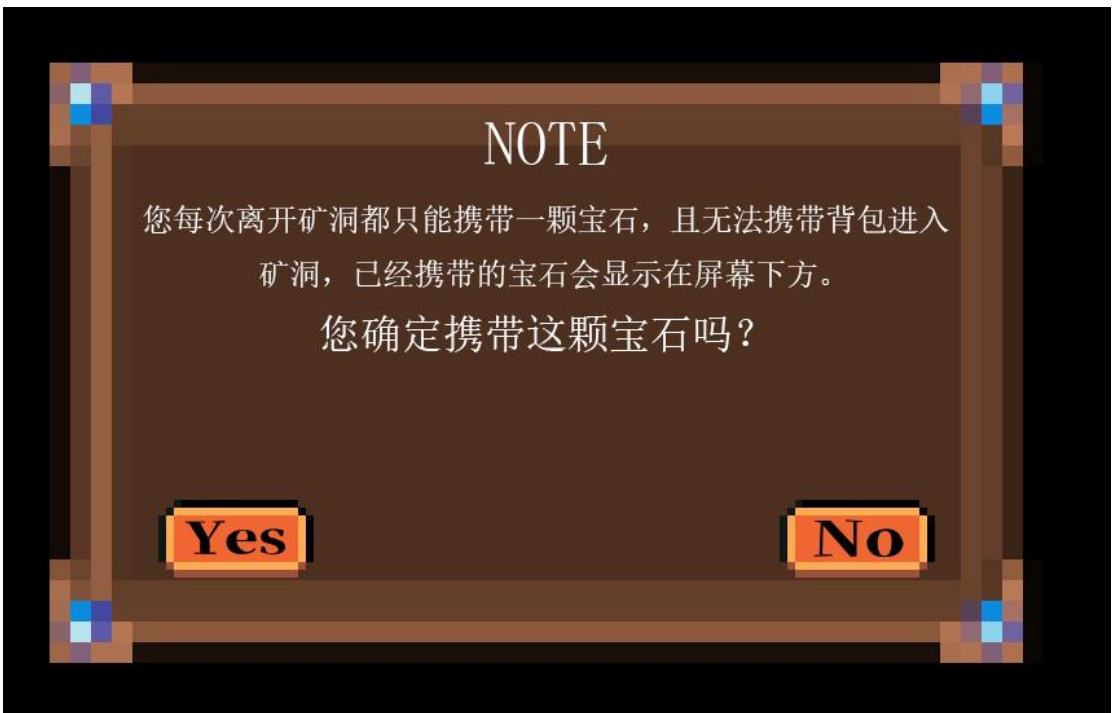 NOTE
您每次离开矿洞都只能携带一颗宝石，且无法携带背包进入
矿洞，已经携带的宝石会显示在屏幕下方。
您确定携带这颗宝石吗？
Yes
No